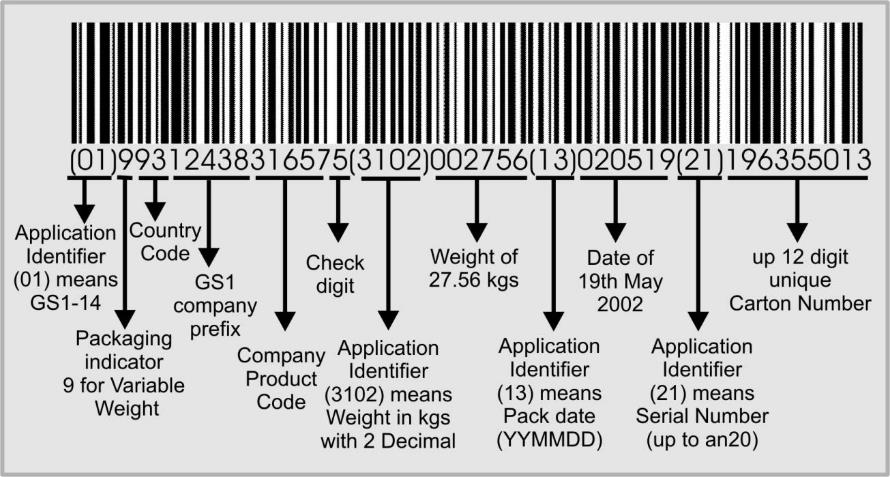 (01)99312438316575(3102)002756(13)020519(21)196355013
Application
Identifier
(01) means
GS1-14
Packaging
indicator
9 for Variable
Weight
Country
Code
GS1
company
prefix
Company
Product
Code
Check
digit
Application
Identifier
(3102) means
Weight in kgs
with 2 Decimal
Weight of
27.56 kgs
Application
Identifier
(13) means
Pack date
(YYMMDD)
Date of
19th May
2002
Application
Identifier
(21) means
Serial Number
(up to an20)
up 12 digit
unique
Carton Number